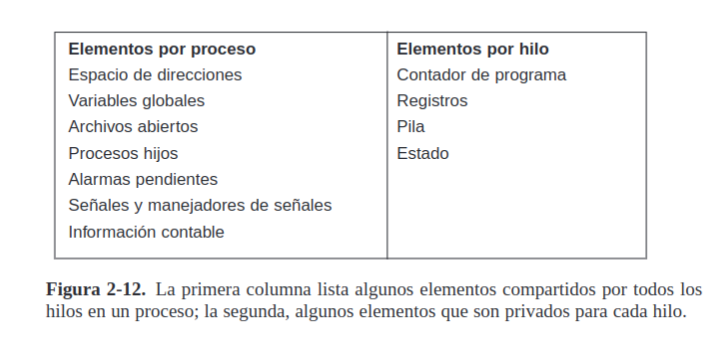 Elementos por proceso
Espacio de direcciones
Variables globales
Archivos abiertos
Procesos hijos
Alarmas pendientes
Señales y manejadores de señales
Información contable
Elementos por hilo
Contador de programa
Registros
Pila
Estado
Figura 2-12. La primera columna lista algunos elementos compartidos por todos los
hilos en un proceso; la segunda, algunos elementos que son privados para cada hilo.